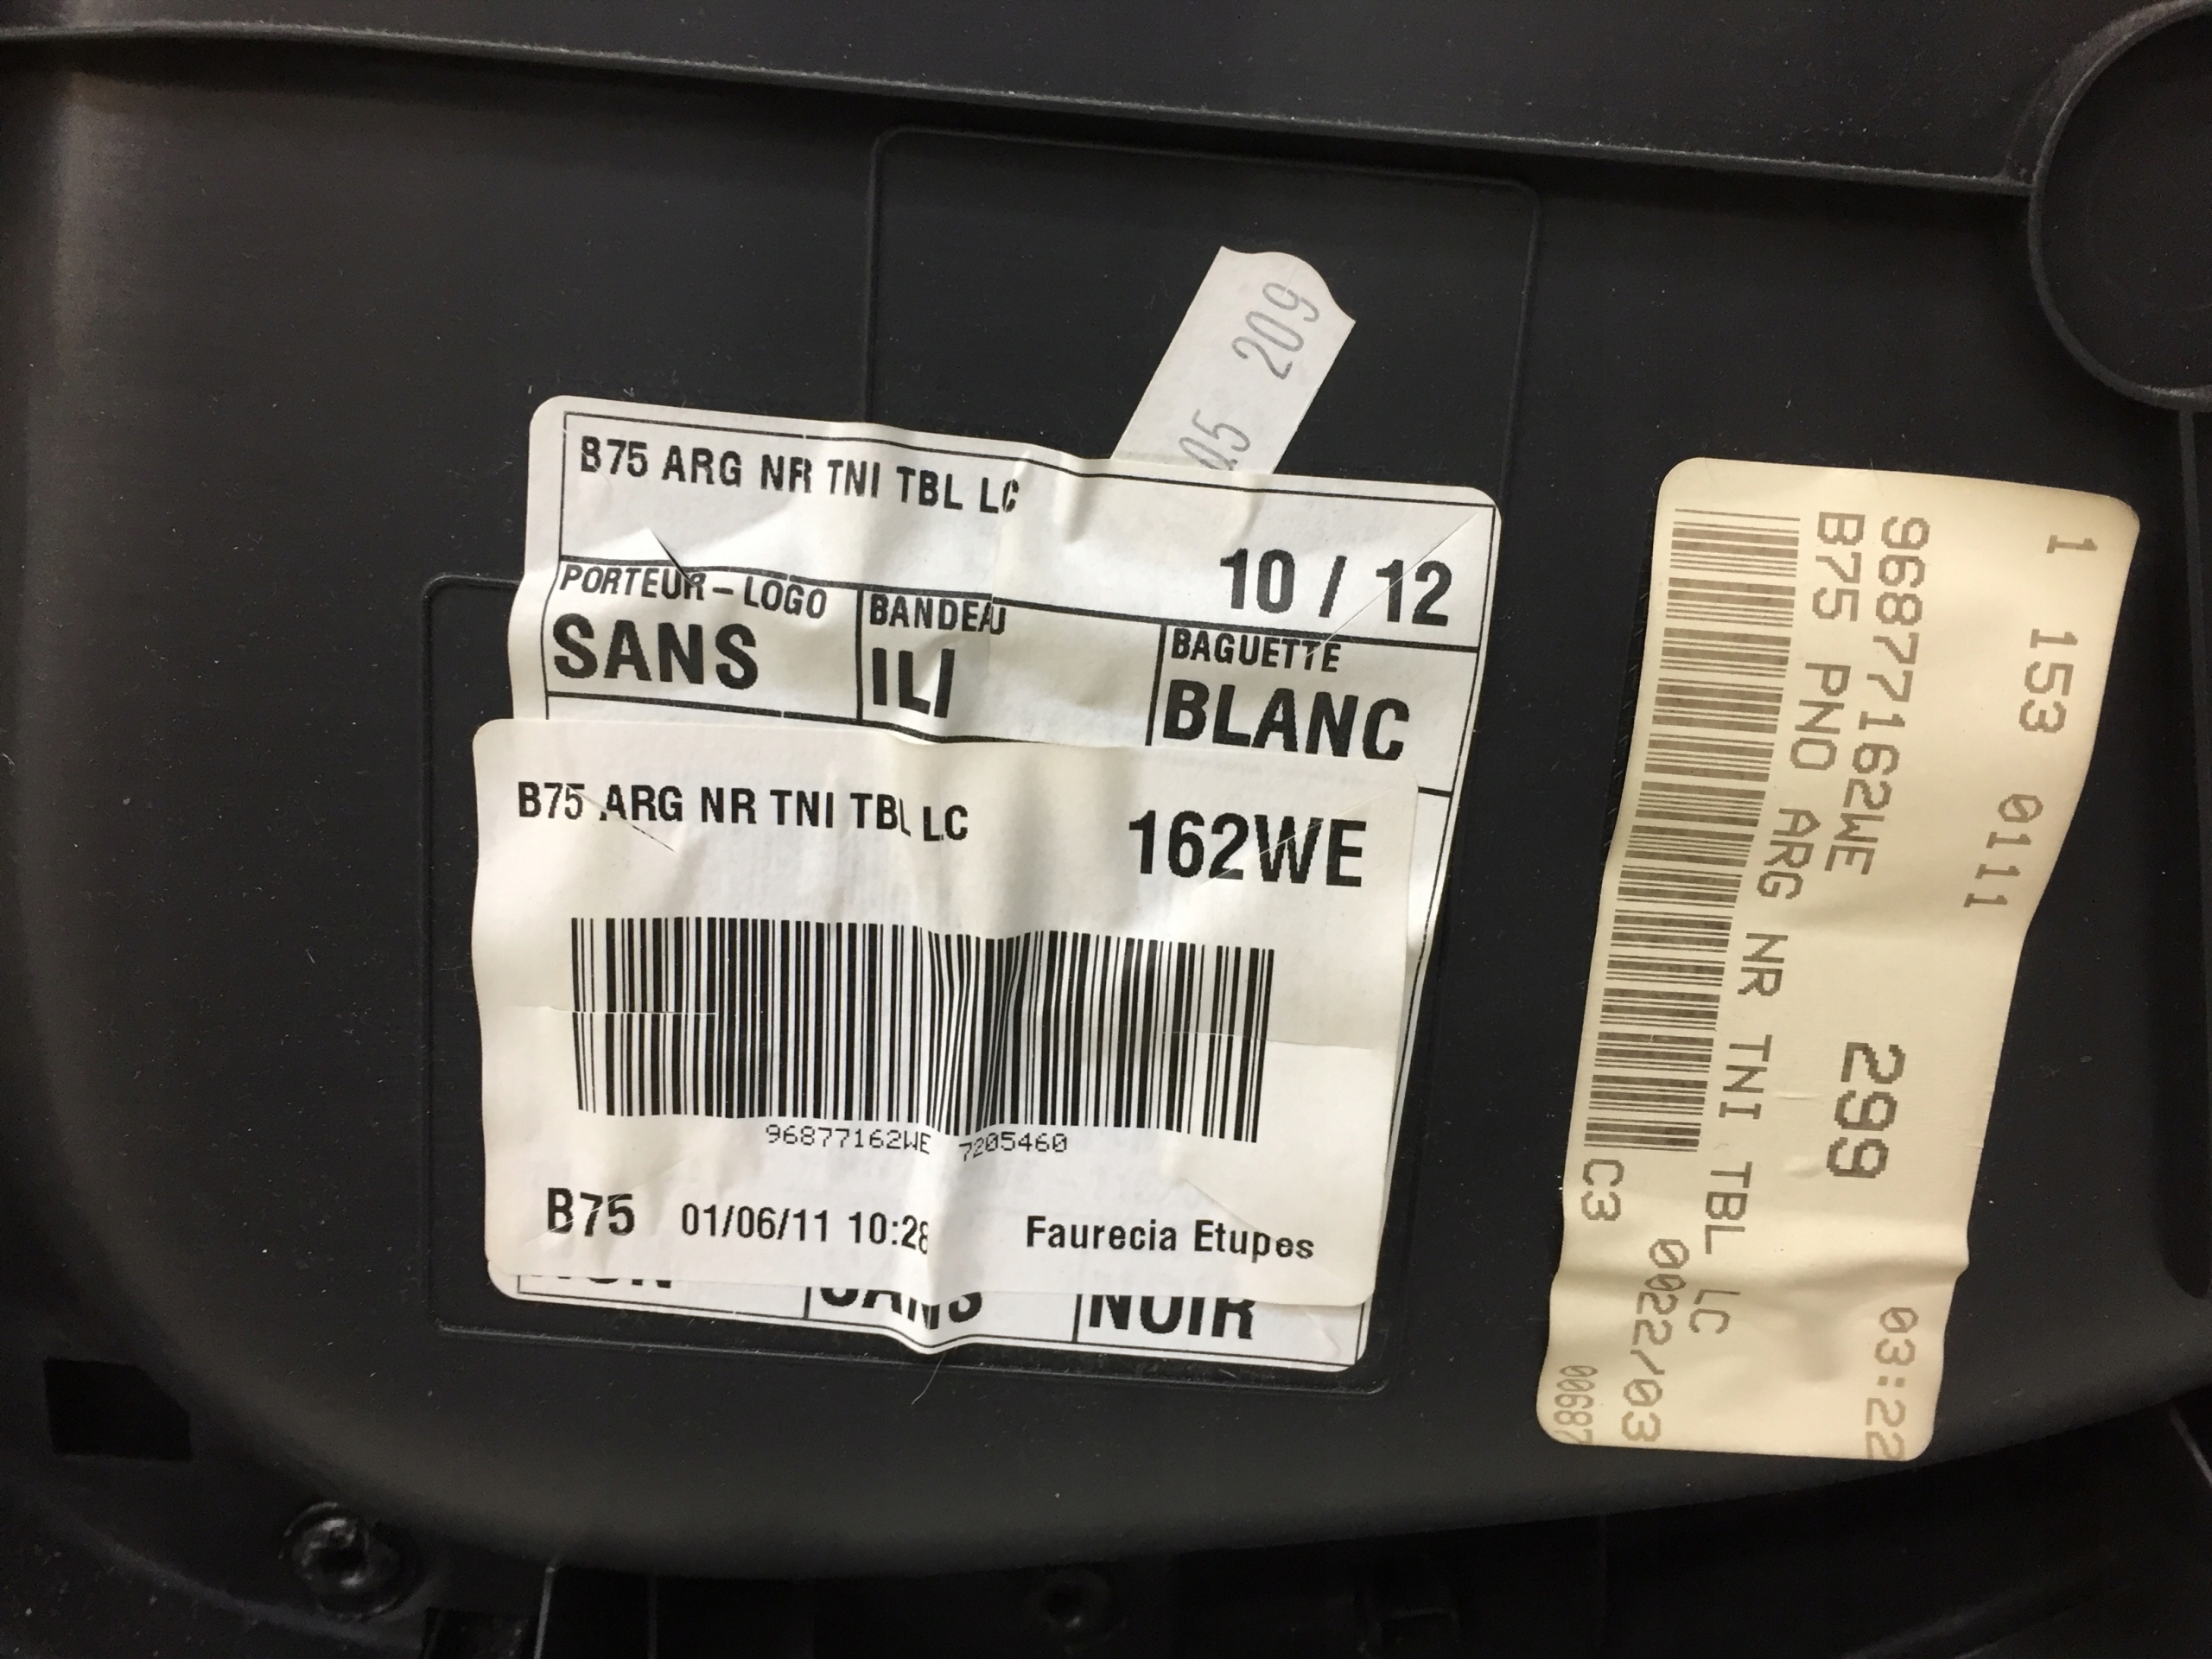 05 209
B75 ARG NR TNI TBL LC
10 / 12
PORTEUR-LOGO
SANS
BANDEAU
ILI
BAGUETTE
BLANC
B75 ARG NR TNI TBL LC
162WE
96877162WE 7205460
B75 01/06/11 10:28 Faurecia Etupes
SANS
NOIR
1 153 0111
96877162WE 299 03:22
B75 PNO ARG NR TNI TBL LC
0022/03
C3